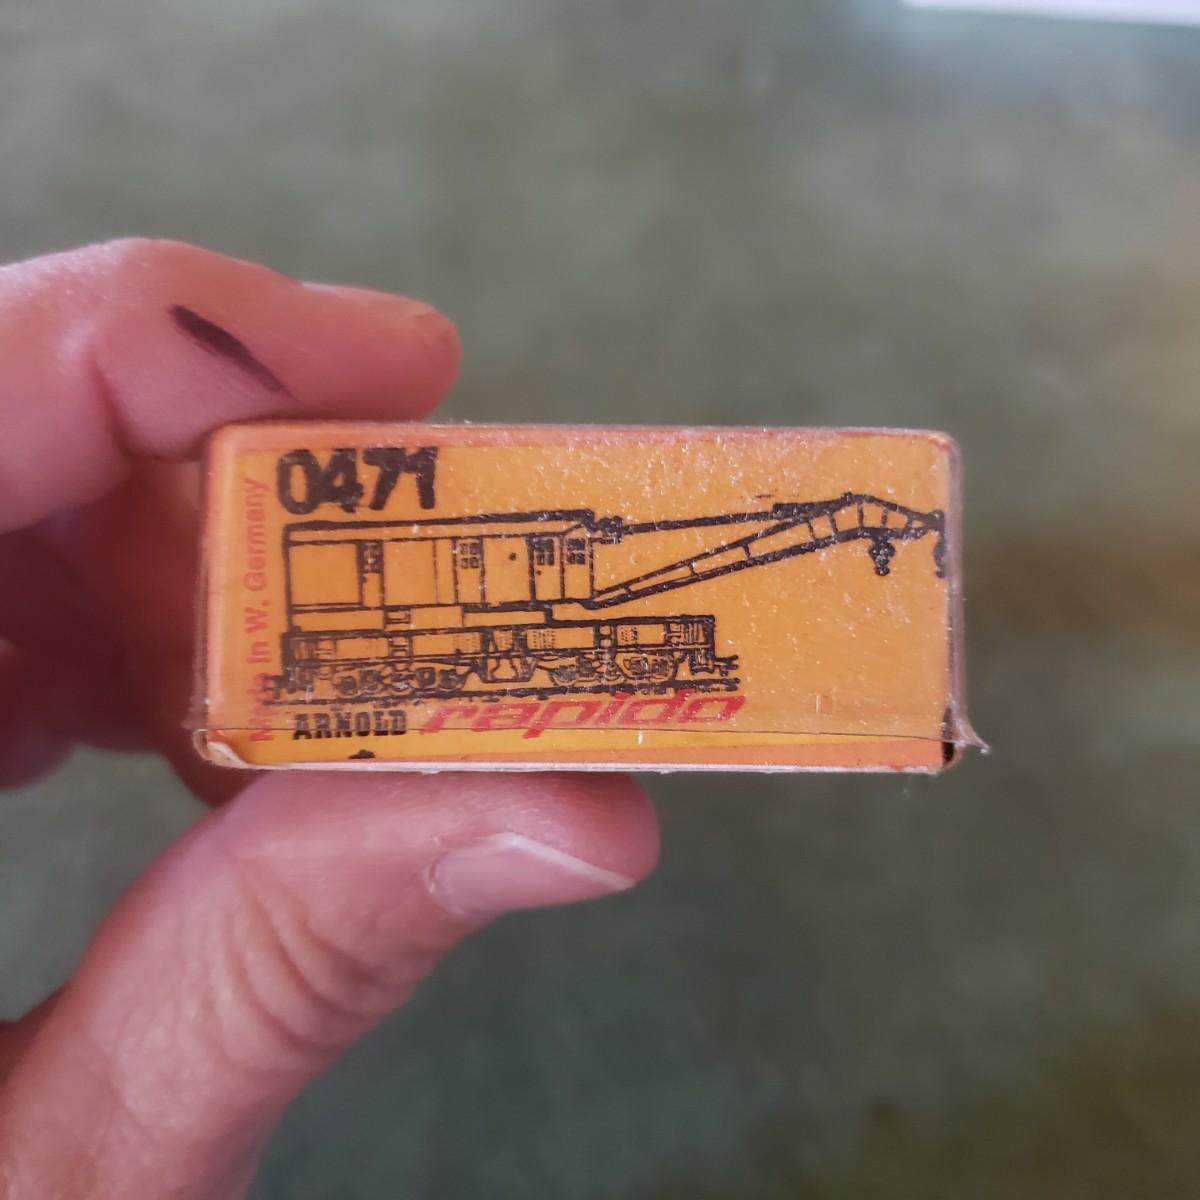 0471
Made in W. Germany
ARNOLD rapido